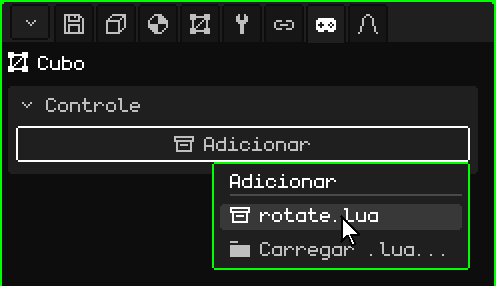 Cubo
Controle
Adicionar
Adicionar
rotate.lua
Carregar .lua...